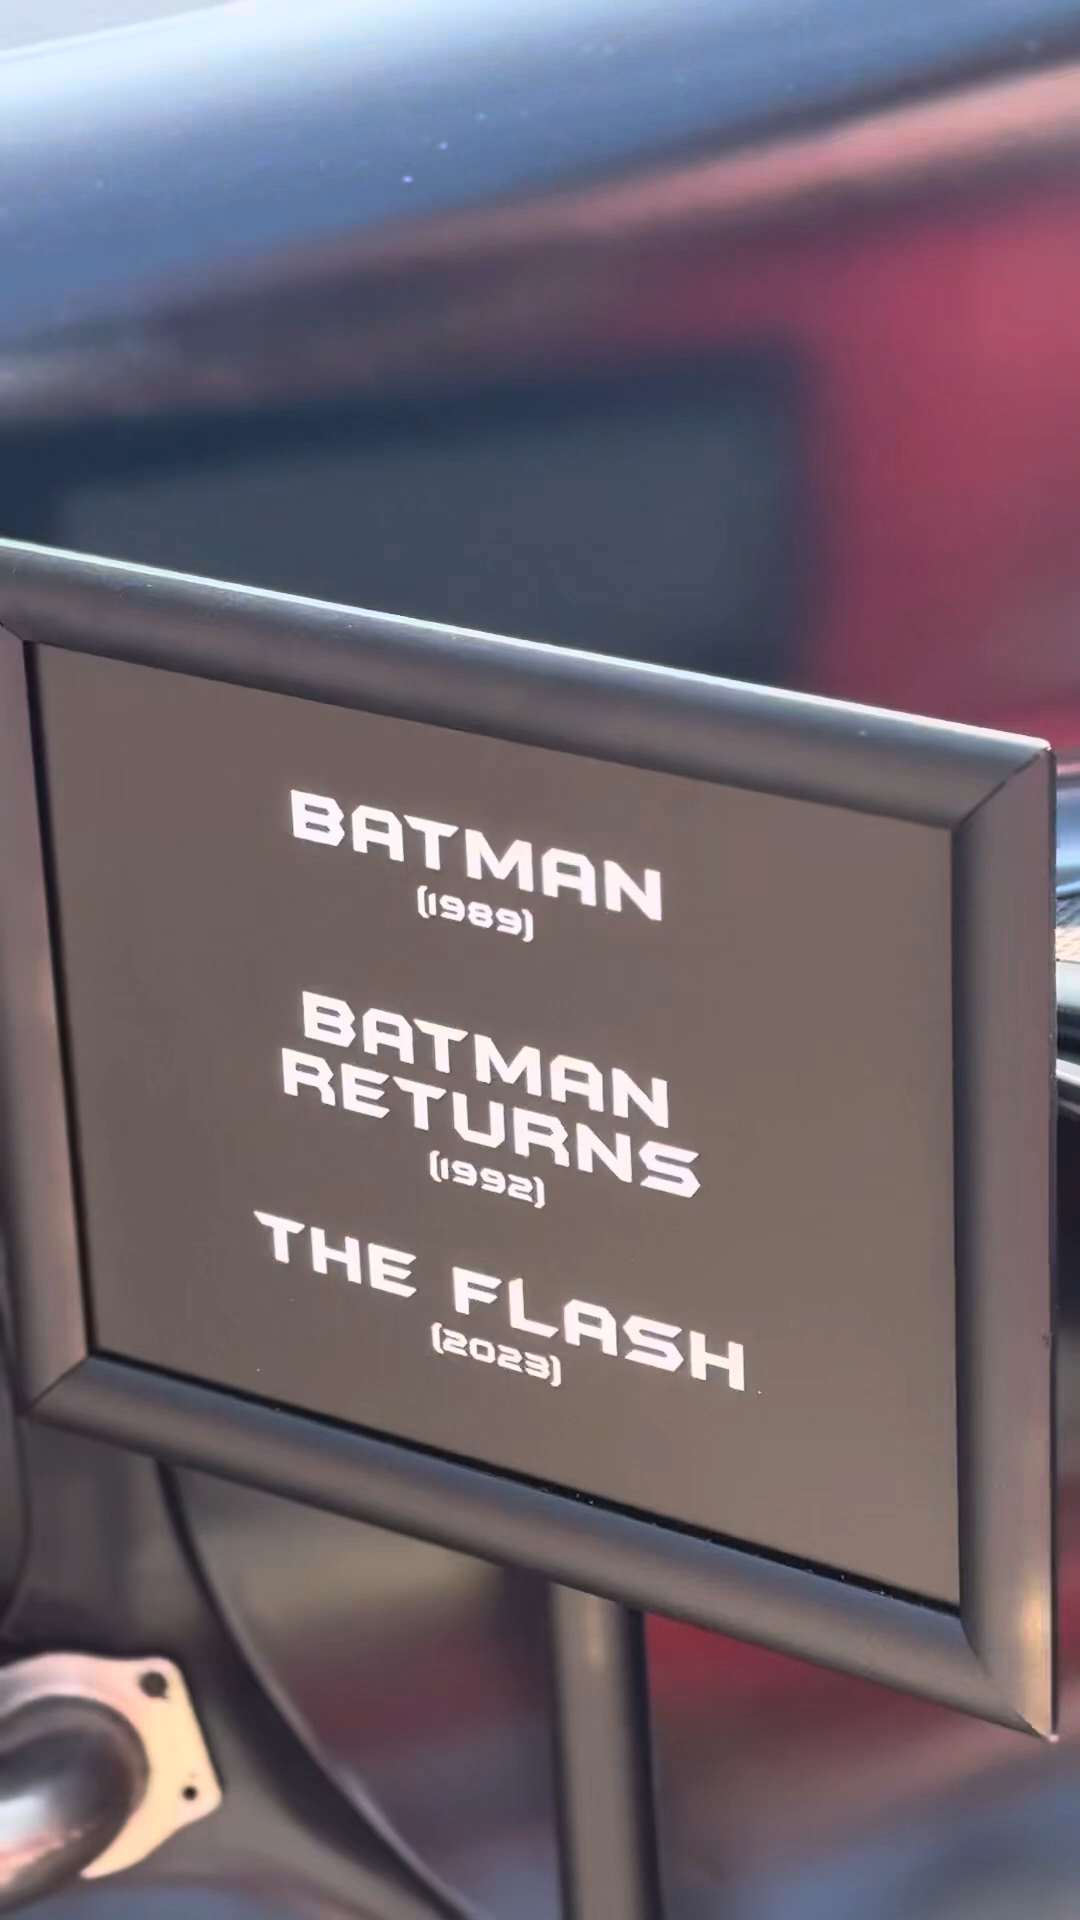 BATMAN
(1989)
BATMAN
RETURNS
(1992)
THE FLASH
(2023)